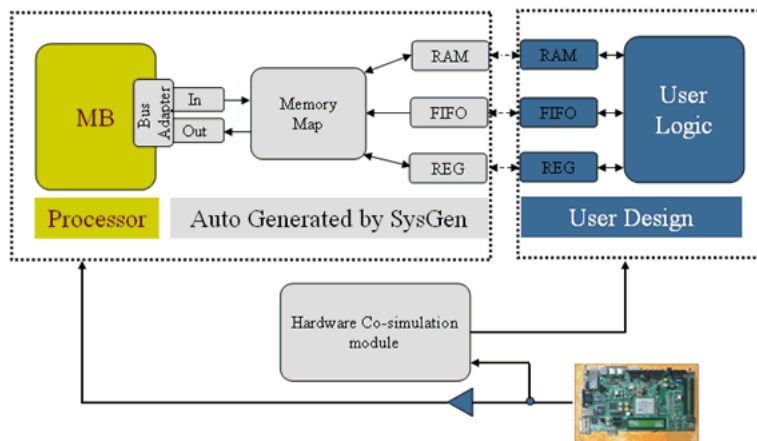 MB
Bus
Adapter
In
Out
Memory
Map
RAM
FIFO
REG
RAM
FIFO
REG
User
Logic
Processor
Auto Generated by SysGen
User Design
Hardware Co-simulation
module